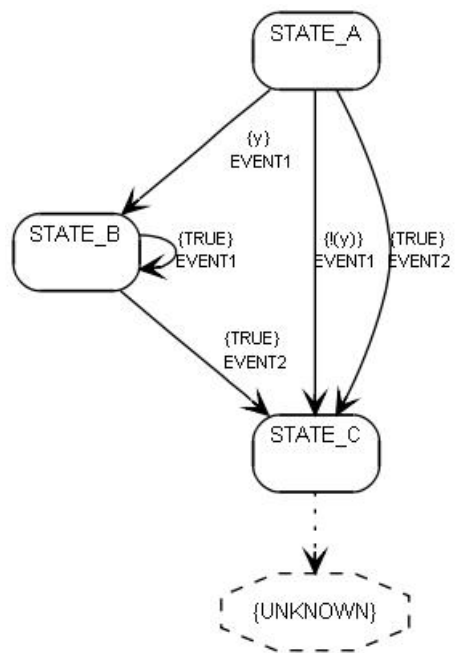 STATE_A
{y}
EVENT1
STATE_B
{TRUE}
EVENT1
{!(y)}
EVENT1
{TRUE}
EVENT2
{TRUE}
EVENT2
STATE_C
{UNKNOWN}